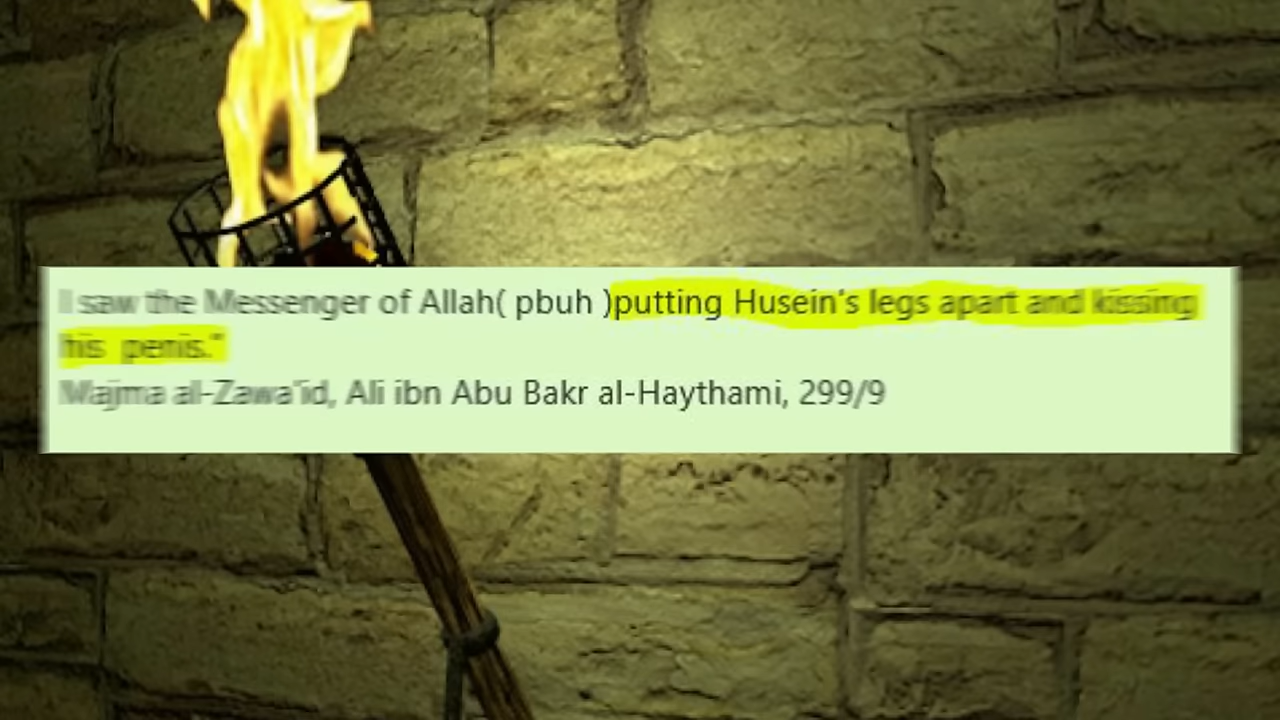 I saw the Messenger of Allah( pbuh )putting Husein's legs apart and kissing
his penis."
Majma al-Zawa'id, Ali ibn Abu Bakr al-Haythami, 299/9